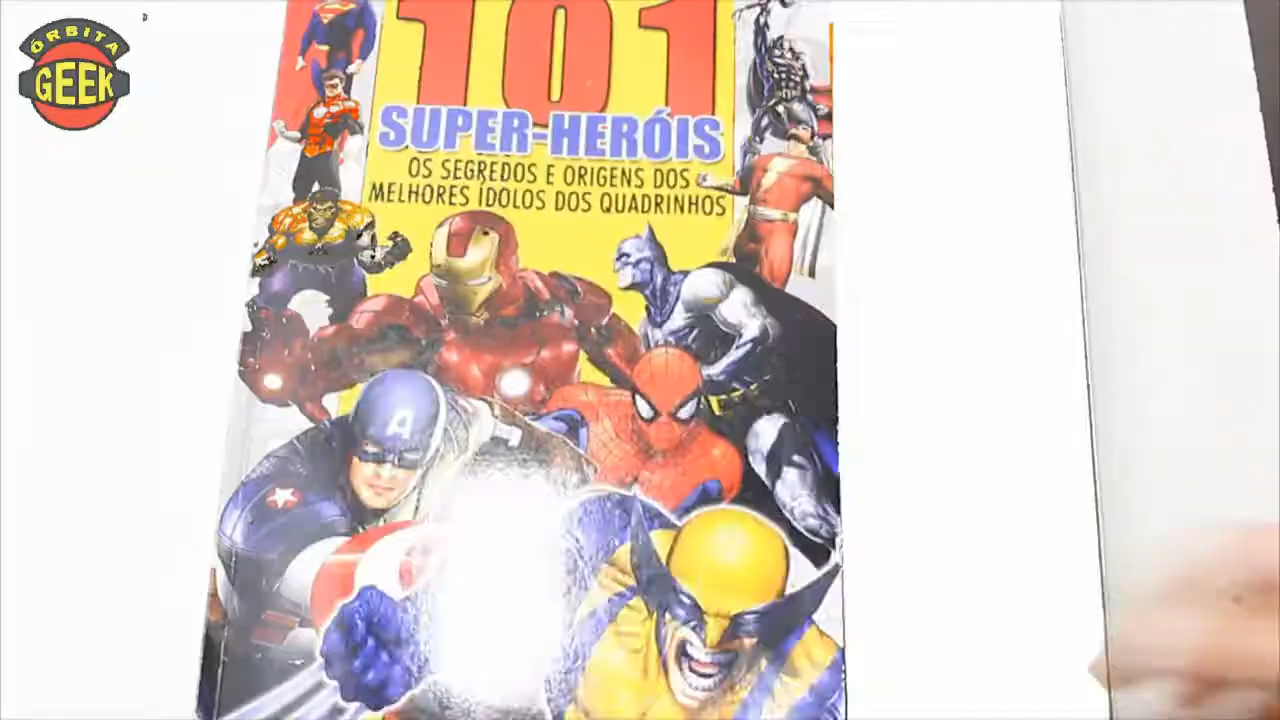 ÓRBITA
GEEK
101
SUPER-HERÓIS
OS SEGREDOS E ORIGENS DOS
MELHORES ÍDOLOS DOS QUADRINHOS
A